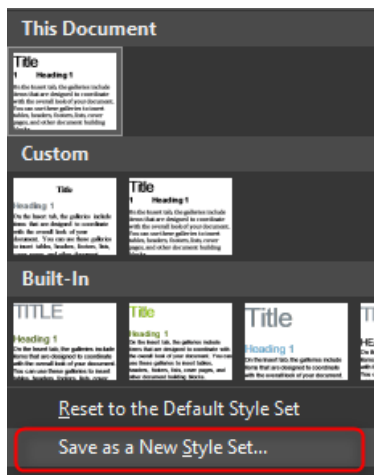 This Document
Title
1 Heading 1
On the Insert tab, the galleries include
items that are designed to coordinate
with the overall look of your document.
You can use these galleries to insert
tables, headers, footers, lists, cover
pages, and other document building
Custom
Title
Heading 1
On the Insert tab, the galleries include
items that are designed to coordinate
with the overall look of your
document. You can use these galleries
to insert tables, headers, footers, lists,
Title
1 Heading 1
On the Insert tab, the galleries include
items that are designed to coordinate
with the overall look of your document.
You can use these galleries to insert
tables, headers, footers, lists, cover
pages, and other document building
Built-In
TITLE
Heading 1
On the Insert tab, the galleries include
items that are designed to coordinate
with the overall look of your document.
You can use these galleries to insert
tables, headers, footers, lists, cover
Title
Heading 1
On the Insert tab, the galleries include
items that are designed to coordinate with
the overall look of your document. You can
use these galleries to insert tables,
headers, footers, lists, cover pages, and
other document building blocks.
Title
Heading 1
On the Insert tab, the galleries include
items that are designed to coordinate
with the overall look of your document.
Reset to the Default Style Set
Save as a New Style Set...